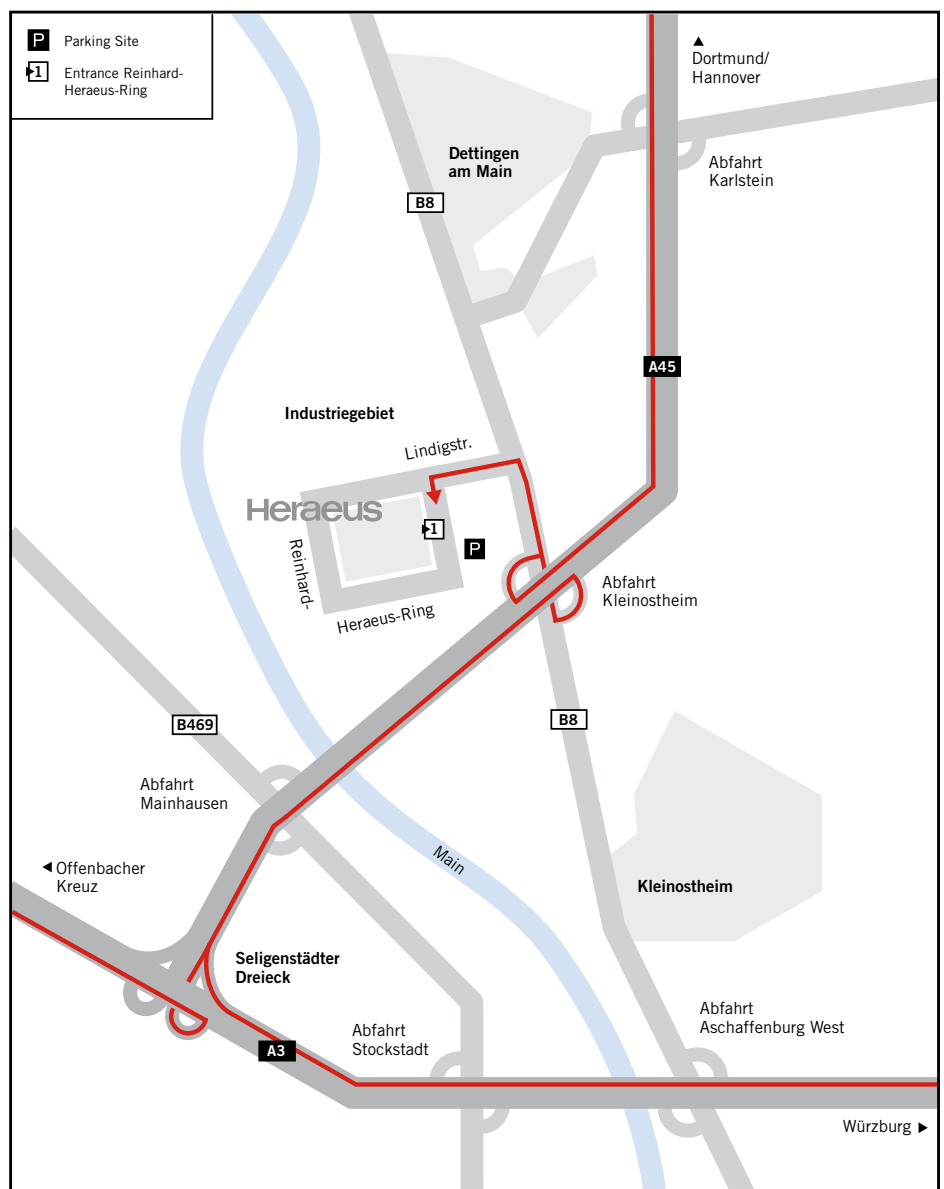 P Parking Site
1 Entrance Reinhard-
Heraeus-Ring
Dortmund/
Hannover
Dettingen
am Main
Abfahrt
Karlstein
B8
A45
Industriegebiet
Lindigstr.
Heraeus
1
P
Reinhard-
Heraeus-Ring
Abfahrt
Kleinostheim
B469
B8
Abfahrt
Mainhausen
Main
Offenbacher
Kreuz
Kleinostheim
Seligenstädter
Dreieck
Abfahrt
Aschaffenburg West
Abfahrt
Stockstadt
A3
Würzburg